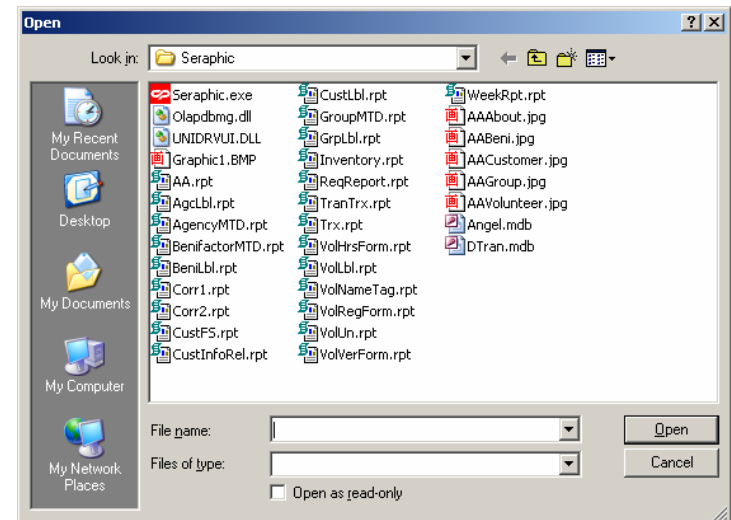 Open
Look in: Seraphic
My Recent
Documents
Desktop
My Documents
My Computer
My Network
Places
Seraphic.exe
Olapdbmg.dll
UNIDRVUI.DLL
Graphic1.BMP
AA.rpt
AgcLbl.rpt
AgencyMTD.rpt
BenifactorMTD.rpt
BeniLbl.rpt
Corr1.rpt
Corr2.rpt
CustFS.rpt
CustInfoRel.rpt
CustLbl.rpt
GroupMTD.rpt
GrpLbl.rpt
Inventory.rpt
ReqReport.rpt
TranTrx.rpt
Trx.rpt
VolHrsForm.rpt
VolLbl.rpt
VolNameTag.rpt
VolRegForm.rpt
VolUn.rpt
VolVerForm.rpt
WeekRpt.rpt
AAAbout.jpg
AABeni.jpg
AACustomer.jpg
AAGroup.jpg
AAVolunteer.jpg
Angel.mdb
DTran.mdb
File name:
Open
Files of type:
Cancel
Open as read-only